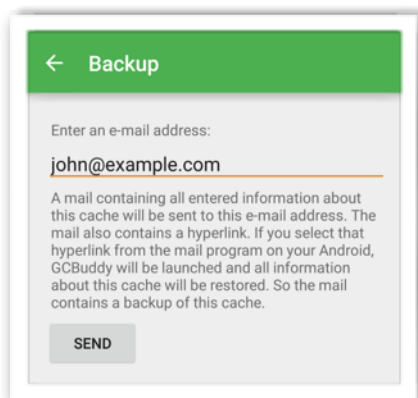 Backup
Enter an e-mail address:
john@example.com
A mail containing all entered information about
this cache will be sent to this e-mail address. The
mail also contains a hyperlink. If you select that
hyperlink from the mail program on your Android,
GCBuddy will be launched and all information
about this cache will be restored. So the mail
contains a backup of this cache.
SEND